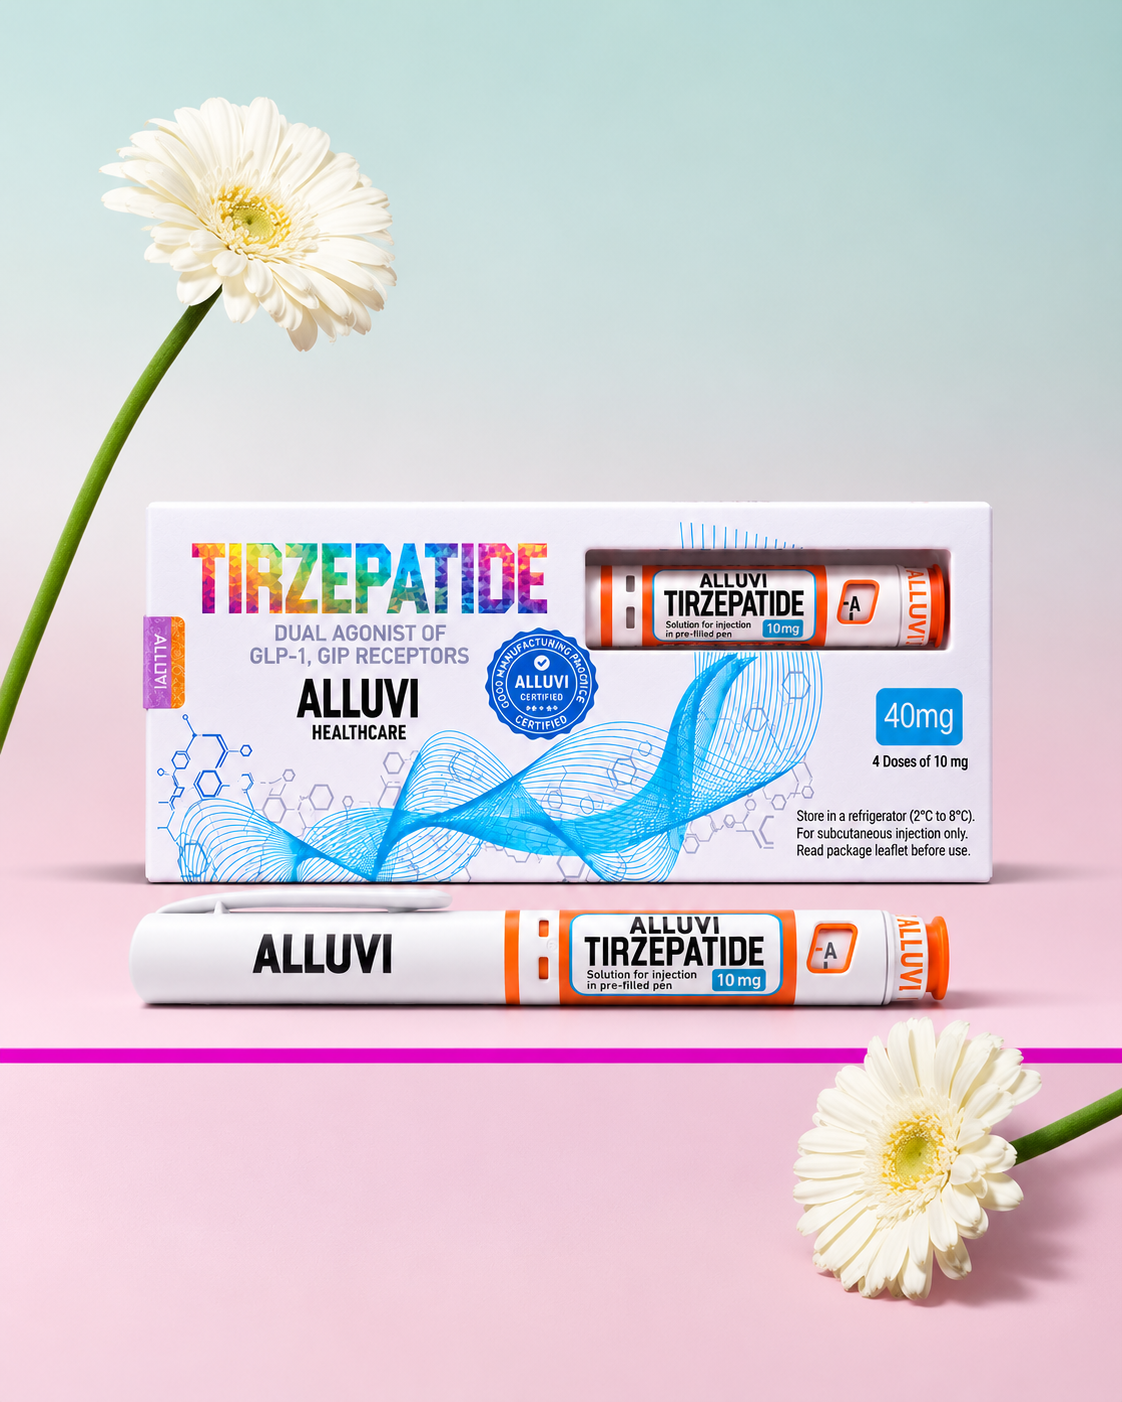 TIRZEPATIDE
DUAL AGONIST OF
GLP-1, GIP RECEPTORS
ALLUVI
HEALTHCARE
ALLUVI
GOOD MANUFACTURING PRACTICE
ALLUVI
CERTIFIED
CERTIFIED
ALLUVI
TIRZEPATIDE
Solution for injection
in pre-filled pen
10mg
-A
ALLUVI
40mg
4 Doses of 10 mg
Store in a refrigerator (2°C to 8°C).
For subcutaneous injection only.
Read package leaflet before use.
ALLUVI
ALLUVI
TIRZEPATIDE
Solution for injection
in pre-filled pen
10 mg
-A
ALLUVI